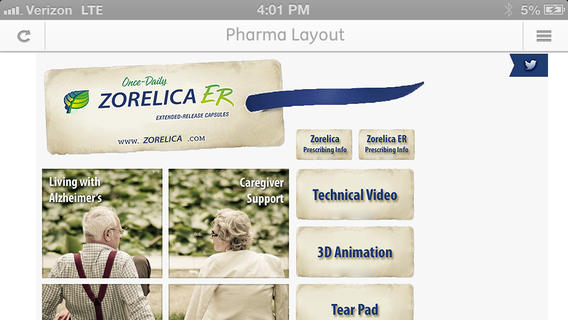 Verizon LTE
4:01 PM
5%
Pharma Layout
Once-Daily
ZORELICA ER
EXTENDED-RELEASE CAPSULES
WWW. ZORELICA .COM
Zorelica
Prescribing Info
Zorelica ER
Prescribing Info
Living with
Alzheimer's
Caregiver
Support
Technical Video
3D Animation
Tear Pad